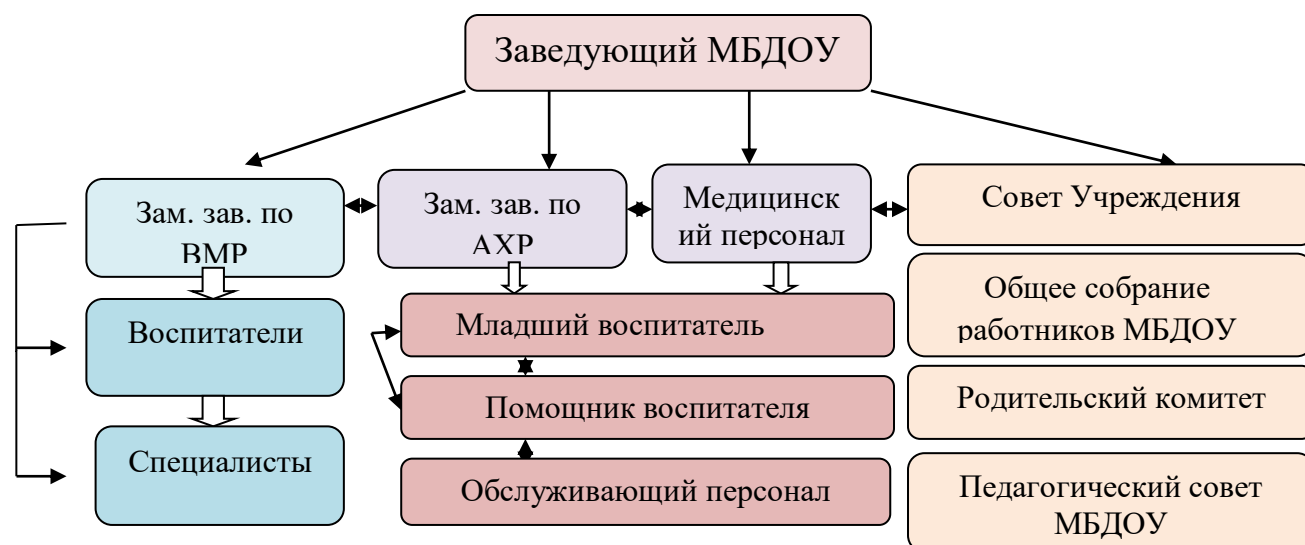 Заведующий МБДОУ
Зам. зав. по
ВМР
Зам. зав. по
АХР
Медицинск
ий персонал
Совет Учреждения
Воспитатели
Младший воспитатель
Общее собрание
работников МБДОУ
Помощник воспитателя
Родительский комитет
Специалисты
Обслуживающий персонал
Педагогический совет
МБДОУ